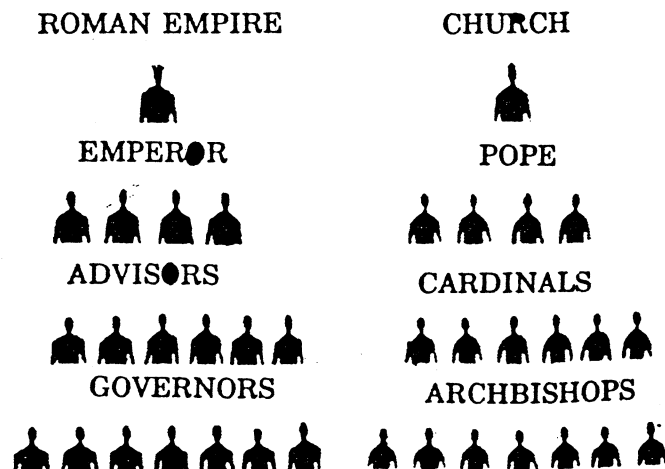 ROMAN EMPIRE
CHURCH
EMPEROR
POPE
ADVISORS
CARDINALS
GOVERNORS
ARCHBISHOPS